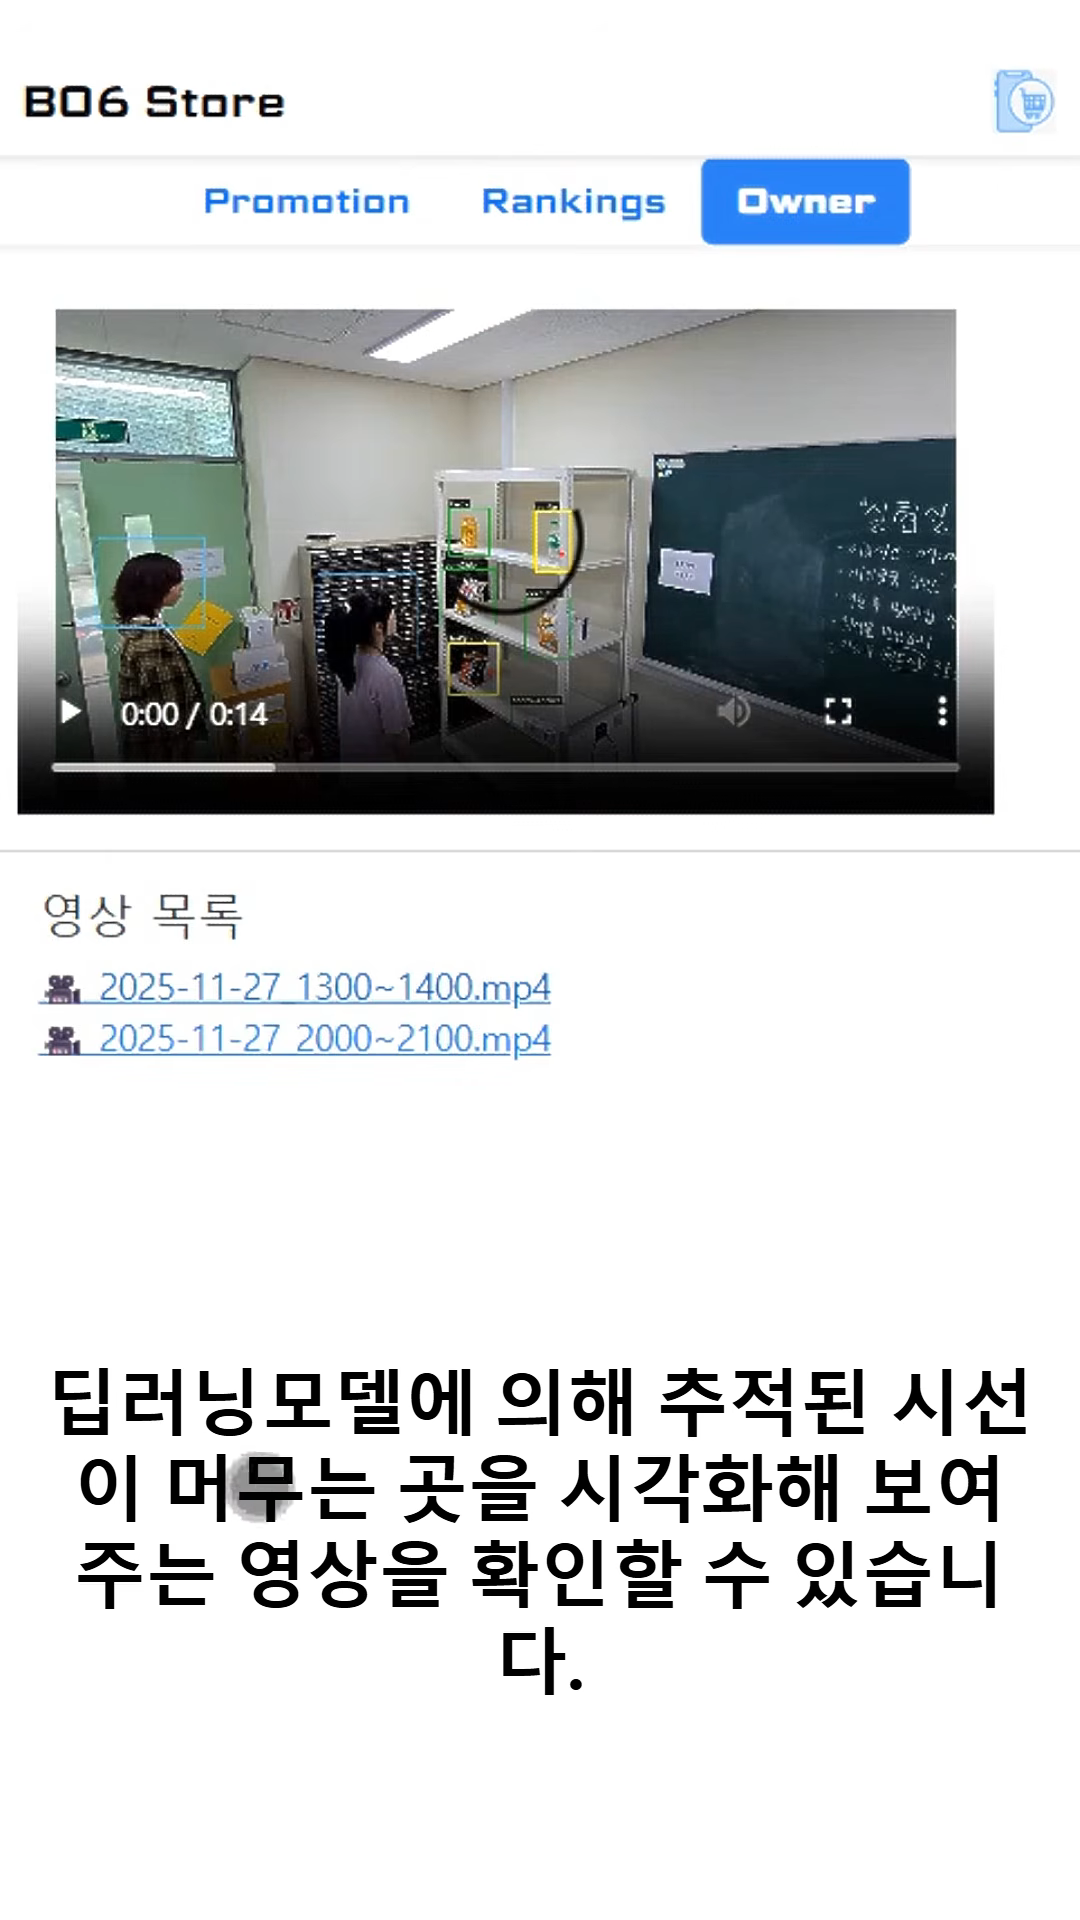 BO6 Store
Promotion Rankings Owner
0:00 / 0:14
영상 목록
2025-11-27_1300~1400.mp4
2025-11-27_2000~2100.mp4
딥러닝모델에 의해 추적된 시선
이 머무는 곳을 시각화해 보여
주는 영상을 확인할 수 있습니
다.